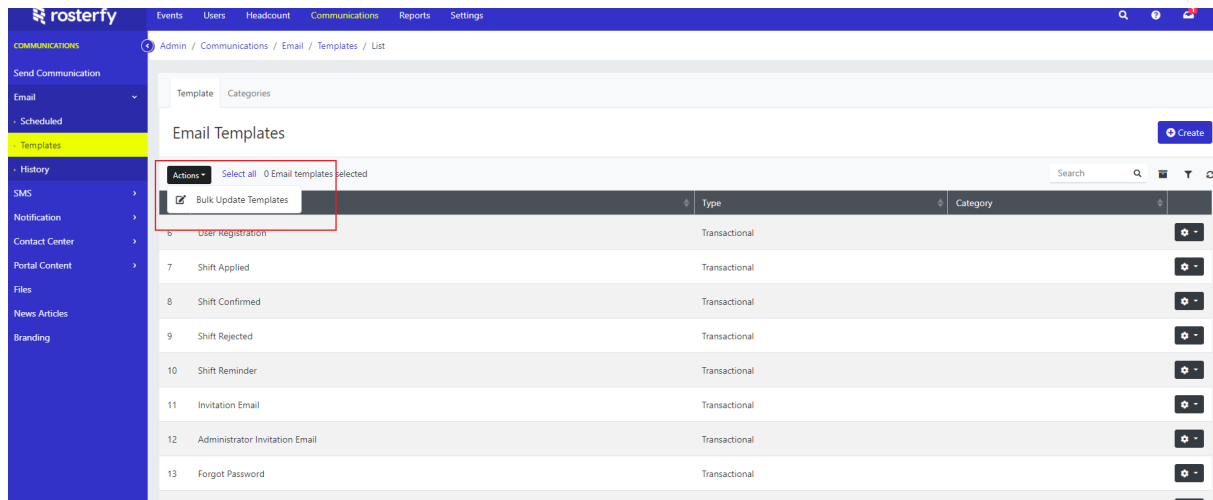 rosterfy Events Users Headcount Communications Reports Settings
COMMUNICATIONS
Admin / Communications / Email / Templates / List
Send Communication
Email
Scheduled
Templates
History
SMS
Notification
Contact Center
Portal Content
Files
News Articles
Branding
Template Categories
Email Templates
Create
Actions Select all 0 Email templates selected
Search
Bulk Update Templates
Type Category
6 User Registration Transactional
7 Shift Applied Transactional
8 Shift Confirmed Transactional
9 Shift Rejected Transactional
10 Shift Reminder Transactional
11 Invitation Email Transactional
12 Administrator Invitation Email Transactional
13 Forgot Password Transactional